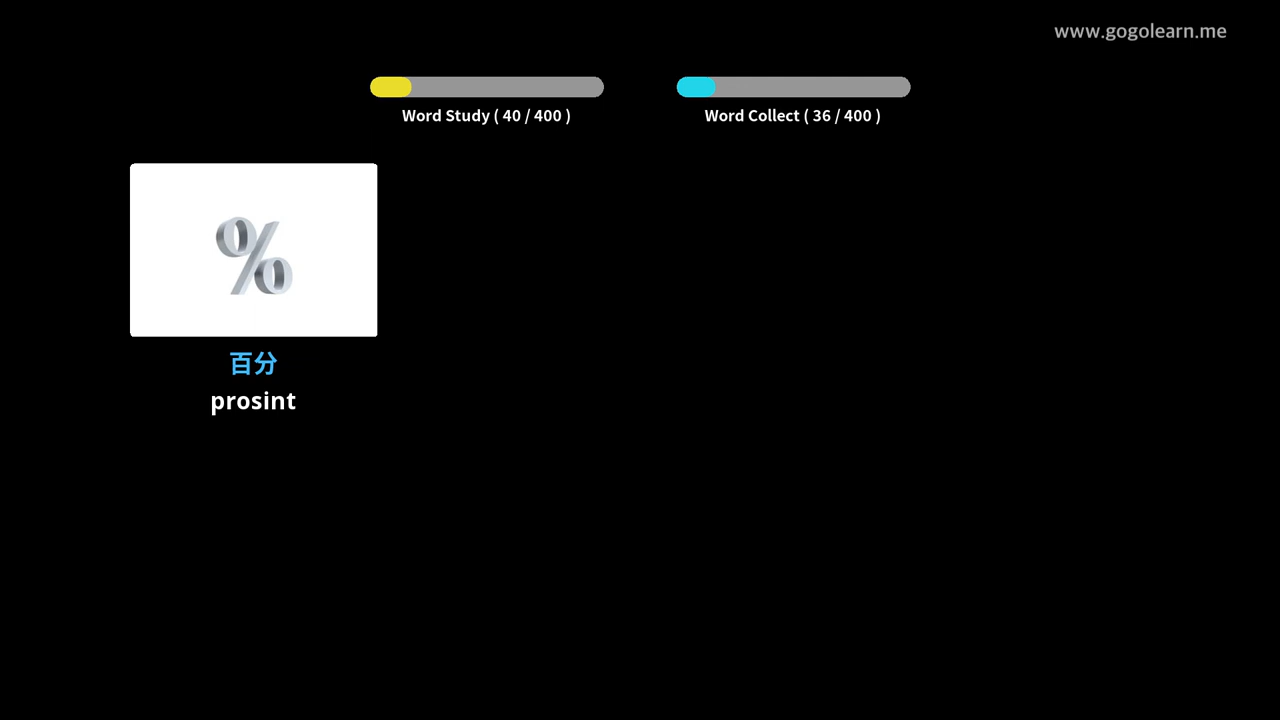 www.gogolearn.me
Word Study ( 40 / 400 )
Word Collect ( 36 / 400 )
%
百分
prosint